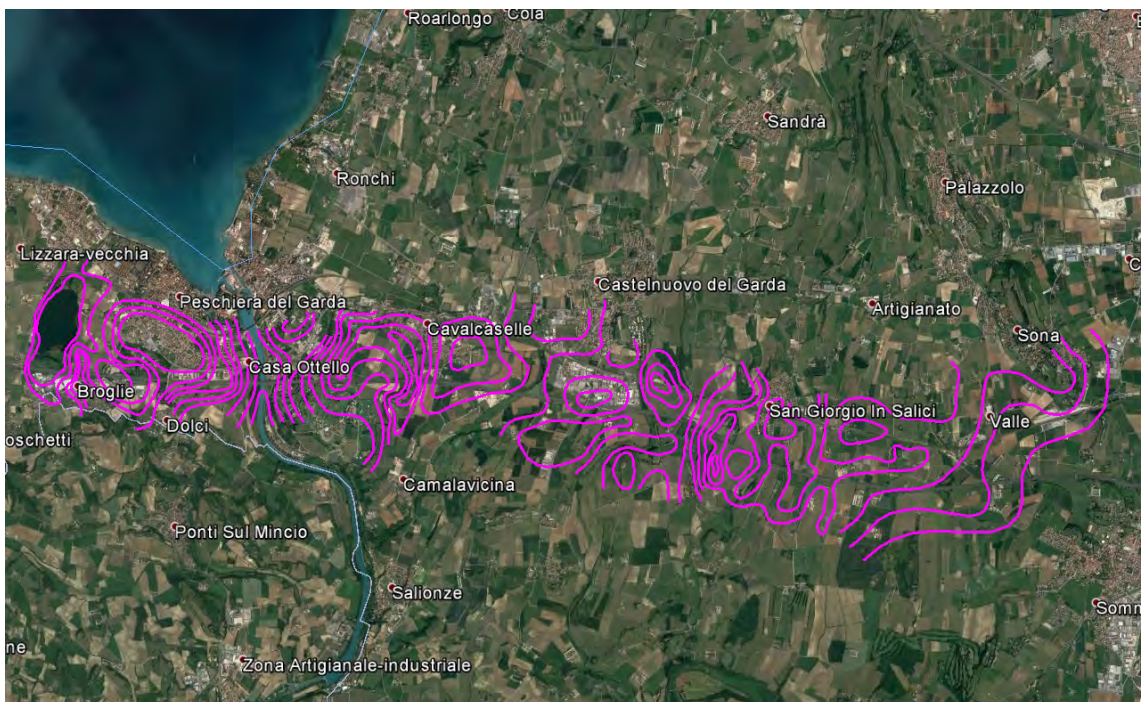 Roarlongo
Cola
Sandrà
Ronchi
Palazzolo
Lizzara-vecchia
Castelnuovo del Garda
Peschiera del Garda
Artigianato
Cavalcaselle
Sona
Casa Ottello
Broglie
San Giorgio In Salici
Dolci
Valle
oschetti
Camalavicina
Ponti Sul Mincio
Salionze
Somm
ne
Zona Artigianale-industriale